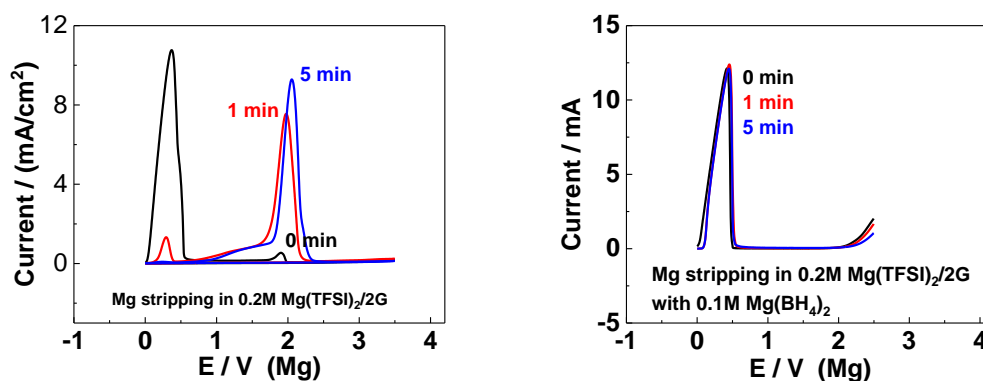 12
9
6
3
0
-1 0 1 2 3 4
Current / (mA/cm²)
E / V (Mg)
5 min
1 min
0 min
Mg stripping in 0.2M Mg(TFSI)₂/2G
15
10
5
0
-5
-1 0 1 2 3 4
Current / mA
E / V (Mg)
0 min
1 min
5 min
Mg stripping in 0.2M Mg(TFSI)₂/2G
with 0.1M Mg(BH₄)₂